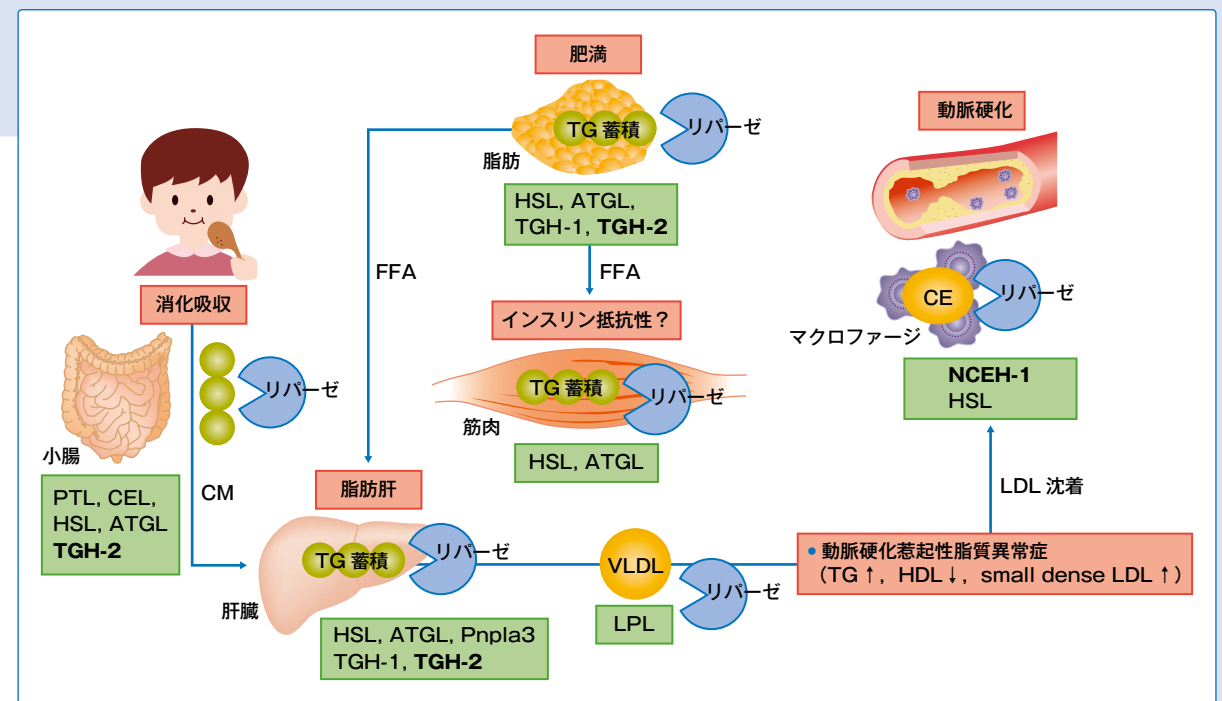 肥満
TG 蓄積
リパーゼ
脂肪
HSL, ATGL,
TGH-1, TGH-2
FFA
FFA
動脈硬化
CE
リパーゼ
マクロファージ
NCEH-1
HSL
消化吸収
リパーゼ
小腸
PTL, CEL,
HSL, ATGL
TGH-2
CM
インスリン抵抗性？
TG 蓄積
リパーゼ
筋肉
HSL, ATGL
脂肪肝
TG 蓄積
リパーゼ
肝臓
HSL, ATGL, Pnpla3
TGH-1, TGH-2
VLDL
リパーゼ
LPL
LDL 沈着
• 動脈硬化惹起性脂質異常症
（TG ↑, HDL ↓, small dense LDL ↑）